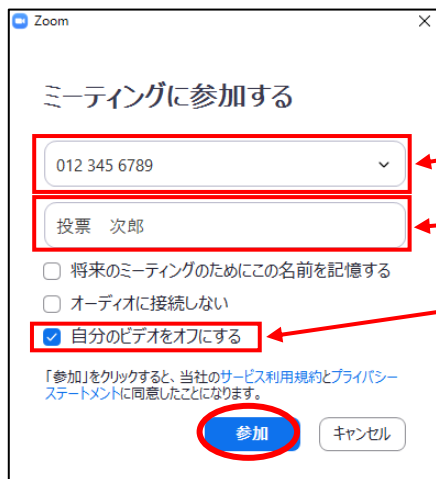 Zoom
ミーティングに参加する
012 345 6789
投票　次郎
将来のミーティングのためにこの名前を記憶する
オーディオに接続しない
自分のビデオをオフにする
「参加」をクリックすると、当社のサービス利用規約とプライバシー
ステートメントに同意したことになります。
参加 キャンセル